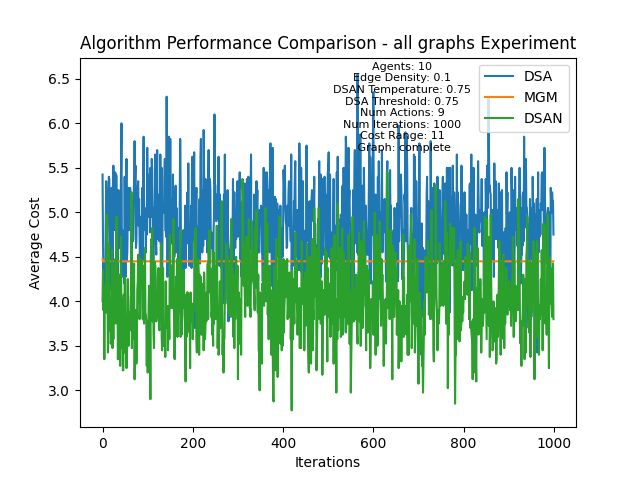 Algorithm Performance Comparison - all graphs Experiment
Agents: 10
Edge Density: 0.1
DSAN Temperature: 0.75
DSA Threshold: 0.75
Num Actions: 9
Num Iterations: 1000
Cost Range: 11
Graph: complete
DSA
MGM
DSAN
Average Cost
6.5
6.0
5.5
5.0
4.5
4.0
3.5
3.0
0
200
400
600
800
1000
Iterations